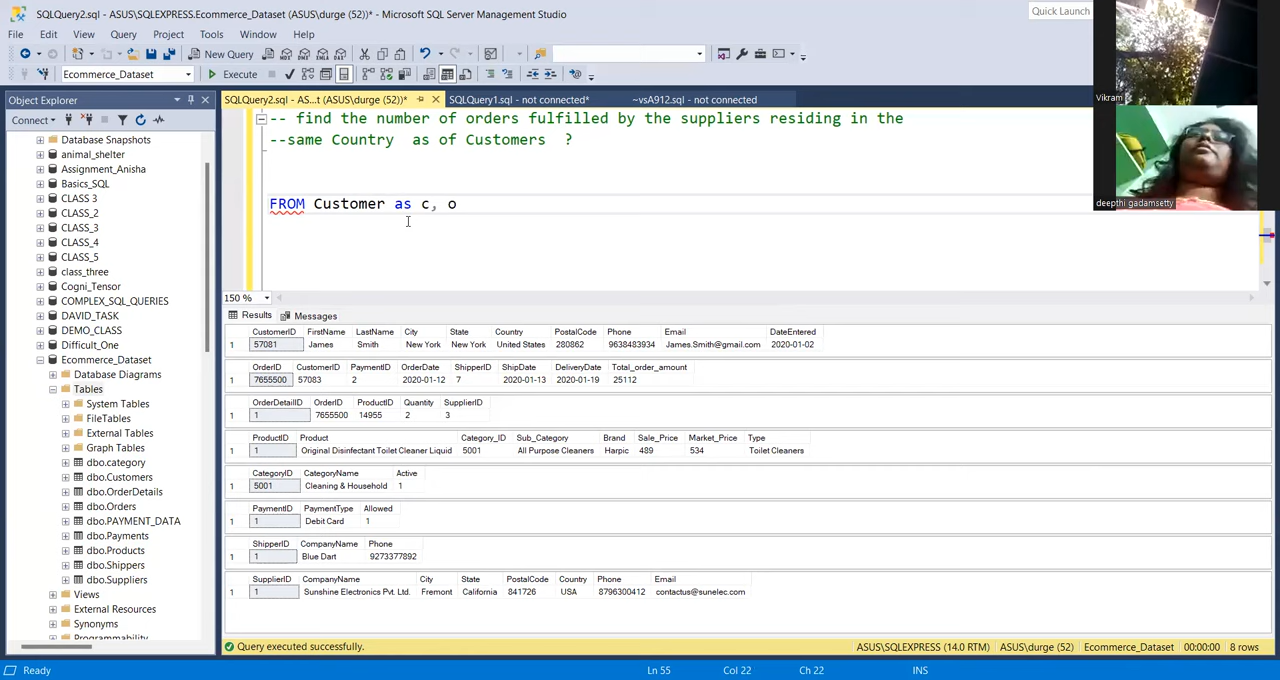 SQLQuery2.sql - ASUS\SQLEXPRESS.Ecommerce_Dataset (ASUS\durge (52))* - Microsoft SQL Server Management Studio
Quick Launch
File Edit View Query Project Tools Window Help
New Query
Ecommerce_Dataset Execute
Object Explorer
SQLQuery2.sql - AS...t (ASUS\durge (52))* SQLQuery1.sql - not connected* ~vsA912.sql - not connected
Vikram
deepthi gadamsetty
Connect
Database Snapshots
animal_shelter
Assignment_Anisha
Basics_SQL
CLASS 3
CLASS_2
CLASS_3
CLASS_4
CLASS_5
class_three
Cogni_Tensor
COMPLEX_SQL_QUERIES
DAVID_TASK
DEMO_CLASS
Difficult_One
Ecommerce_Dataset
Database Diagrams
Tables
System Tables
FileTables
External Tables
Graph Tables
dbo.category
dbo.Customers
dbo.OrderDetails
dbo.Orders
dbo.PAYMENT_DATA
dbo.Payments
dbo.Products
dbo.Shippers
dbo.Suppliers
Views
External Resources
Synonyms
Programmability
-- find the number of orders fulfilled by the suppliers residing in the
--same Country as of Customers ?
FROM Customer as c, o
150 %
Results Messages
CustomerID FirstName LastName City State Country PostalCode Phone Email DateEntered
1 57081 James Smith New York New York United States 280862 9638483934 James.Smith@gmail.com 2020-01-02
OrderID CustomerID PaymentID OrderDate ShipperID ShipDate DeliveryDate Total_order_amount
1 7655500 57083 2 2020-01-12 7 2020-01-13 2020-01-19 25112
OrderDetailID OrderID ProductID Quantity SupplierID
1 1 7655500 14955 2 3
ProductID Product Category_ID Sub_Category Brand Sale_Price Market_Price Type
1 1 Original Disinfectant Toilet Cleaner Liquid 5001 All Purpose Cleaners Harpic 489 534 Toilet Cleaners
CategoryID CategoryName Active
1 5001 Cleaning & Household 1
PaymentID PaymentType Allowed
1 1 Debit Card 1
ShipperID CompanyName Phone
1 1 Blue Dart 9273377892
SupplierID CompanyName City State PostalCode Country Phone Email
1 1 Sunshine Electronics Pvt. Ltd. Fremont California 841726 USA 8796300412 contactus@sunelec.com
Query executed successfully. ASUS\SQLEXPRESS (14.0 RTM) ASUS\durge (52) Ecommerce_Dataset 00:00:00 8 rows
Ready Ln 55 Col 22 Ch 22 INS